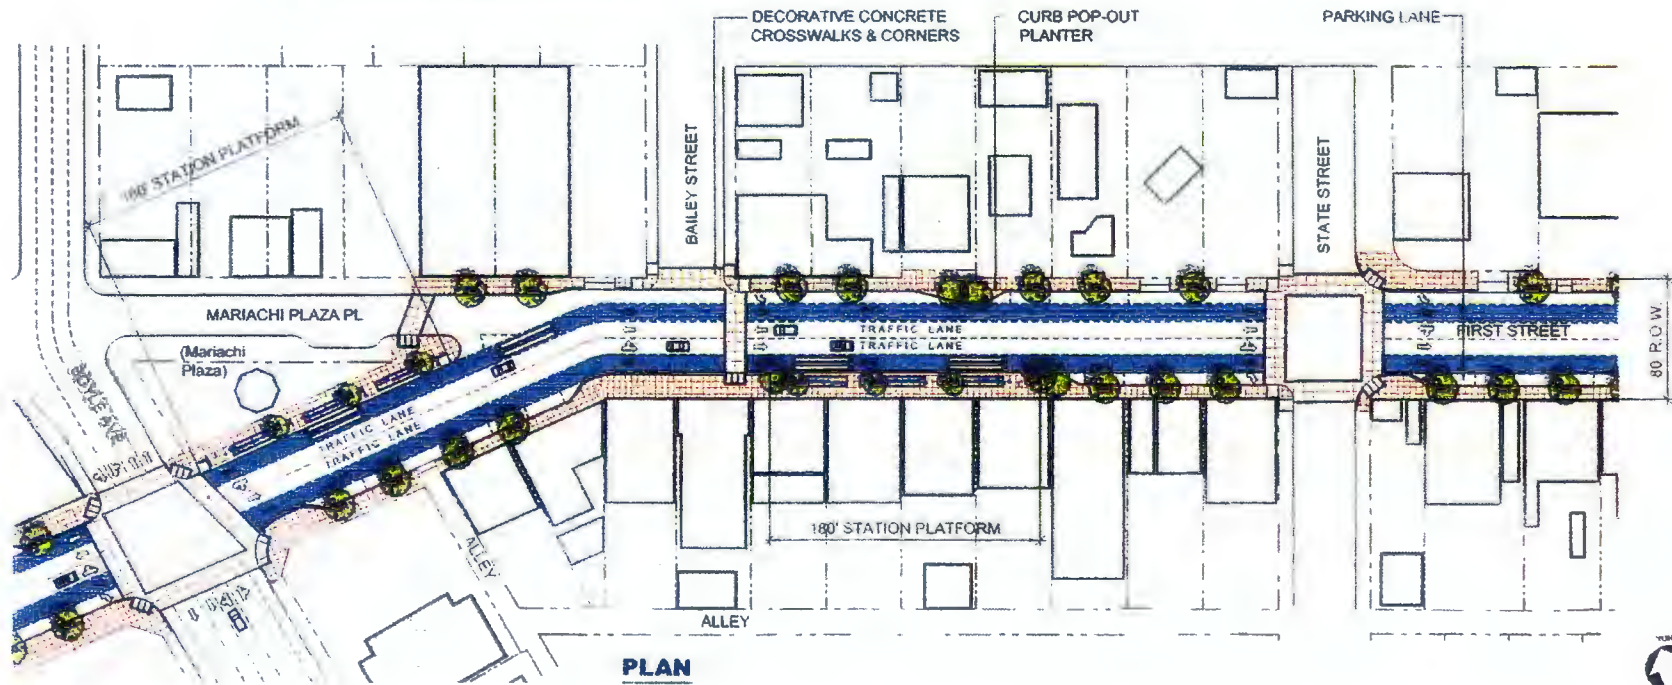 DECORATIVE CONCRETE
CROSSWALKS & CORNERS
CURB POP-OUT
PLANTER
PARKING LANE
180' STATION PLATFORM
BAILEY STREET
STATE STREET
MARIACHI PLAZA PL
(Mariachi
Plaza)
BOYLE AVE
TRAFFIC LANE
TRAFFIC LANE
TRAFFIC LANE
TRAFFIC LANE
FIRST STREET
80 R.O.W.
180' STATION PLATFORM
ALLEY
ALLEY
PLAN